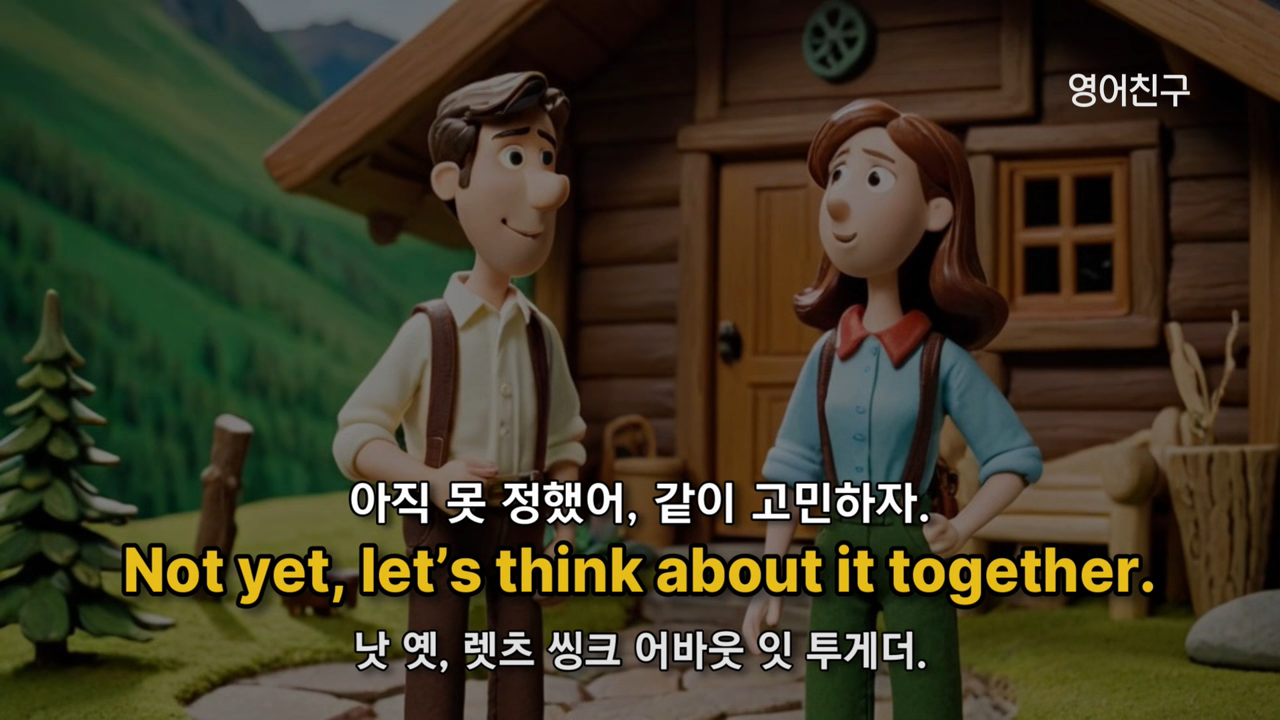 영어친구
아직 못 정했어, 같이 고민하자.
Not yet, let's think about it together.
낫 옛, 렛츠 씽크 어바웃 잇 투게더.